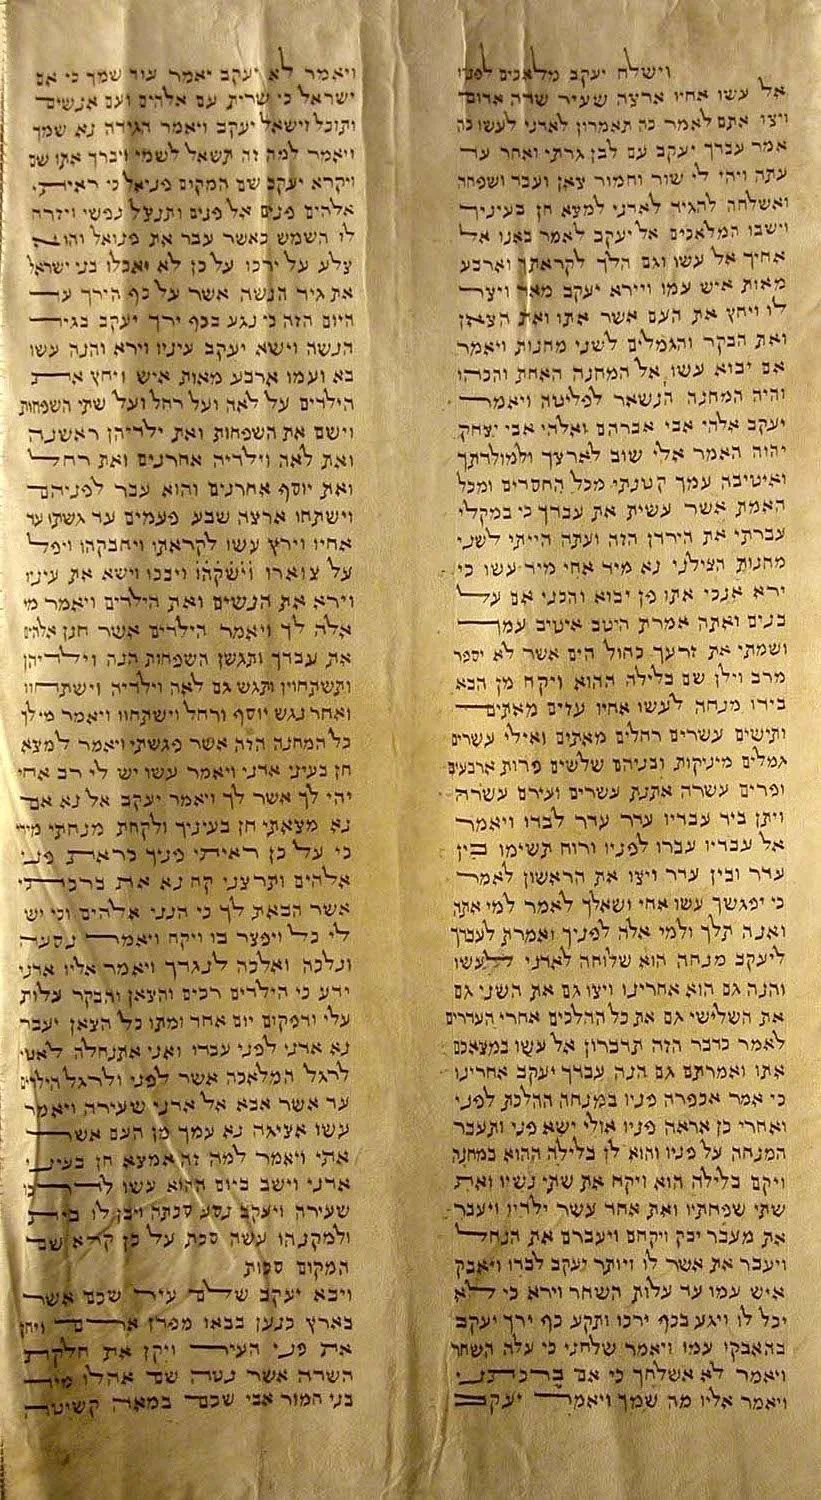 וישלח יעקב מלאכים לפניו
אל עשו אחיו ארצה שעיר שדה אדום
ויצו אתם לאמר כה תאמרון לאדני לעשו כה
אמר עבדך יעקב עם לבן גרתי ואחר עד
עתה ויהי לי שור וחמור צאן ועבד ושפחה
ואשלחה להגיד לאדני למצא חן בעיניך
וישבו המלאכים אל יעקב לאמר באנו אל
אחיך אל עשו וגם הלך לקראתך וארבע
מאות איש עמו ויירא יעקב מאד ויצר
לו ויחץ את העם אשר אתו ואת הצאן
ואת הבקר והגמלים לשני מחנות ויאמר
אם יבוא עשו אל המחנה האחת והכהו
והיה המחנה הנשאר לפליטה ויאמר
יעקב אלהי אבי אברהם ואלהי אבי יצחק
יהוה האמר אלי שוב לארצך ולמולדתך
ואיטיבה עמך קטנתי מכל החסדים ומכל
האמת אשר עשית את עבדך כי במקלי
עברתי את הירדן הזה ועתה הייתי לשני
מחנות הצילני נא מיד אחי מיד עשו כי
ירא אנכי אתו פן יבוא והכני אם על
בנים ואתה אמרת היטב איטיב עמך
ושמתי את זרעך כחול הים אשר לא יספר
מרב וילן שם בלילה ההוא ויקח מן הבא
בידו מנחה לעשו אחיו עזים מאתים
ותישים עשרים רחלים מאתים ואילי עשרים
גמלים מיניקות ובניהם שלשים פרות ארבעים
ופרים עשרה אתנת עשרים ועירם עשרה
ויתן ביד עבדיו עדר עדר לבדו ויאמר
אל עבדיו עברו לפני ורוח תשימו בין
עדר ובין עדר ויצו את הראשון לאמר
כי יפגשך עשו אחי ושאלך לאמר למי אתה
ואנה תלך ולמי אלה לפניך ואמרת לעבדך
ליעקב מנחה הוא שלוחה לאדני לעשו
והנה גם הוא אחרינו ויצו גם את השני גם
את השלישי גם את כל ההלכים אחרי העדרים
לאמר כדבר הזה תדברון אל עשו במצאכם
אתו ואמרתם גם הנה עבדך יעקב אחרינו
כי אמר אכפרה פניו במנחה ההלכת לפני
ואחרי כן אראה פניו אולי ישא פני ותעבר
המנחה על פניו והוא לן בלילה ההוא במחנה
ויקם בלילה הוא ויקח את שתי נשיו ואת
שתי שפחתיו ואת אחד עשר ילדיו ויעבר
את מעבר יבק ויקחם ויעברם את הנחל
ויעבר את אשר לו ויותר יעקב לבדו ויאבק
איש עמו עד עלות השחר וירא כי לא
יכל לו ויגע בכף ירכו ותקע כף ירך יעקב
בהאבקו עמו ויאמר שלחני כי עלה השחר
ויאמר לא אשלחך כי אם ברכתני
ויאמר אליו מה שמך ויאמר יעקב
ויאמר לא יעקב יאמר עוד שמך כי אם
ישראל כי שרית עם אלהים ועם אנשים
ותוכל וישאל יעקב ויאמר הגידה נא שמך
ויאמר למה זה תשאל לשמי ויברך אתו שם
ויקרא יעקב שם המקום פניאל כי ראיתי
אלהים פנים אל פנים ותנצל נפשי ויזרח
לו השמש כאשר עבר את פנואל והוא
צלע על ירכו על כן לא יאכלו בני ישראל
את גיד הנשה אשר על כף הירך עד
היום הזה כי נגע בכף ירך יעקב בגיד
הנשה וישא יעקב עיניו וירא והנה עשו
בא ועמו ארבע מאות איש ויחץ את
הילדים על לאה ועל רחל ועל שתי השפחות
וישם את השפחות ואת ילדיהן ראשנה
ואת לאה וילדיה אחרנים ואת רחל
ואת יוסף אחרנים והוא עבר לפניהם
וישתחו ארצה שבע פעמים עד גשתו עד
אחיו וירץ עשו לקראתו ויחבקהו ויפל
על צוארו וישקהו ויבכו וישא את עיניו
וירא את הנשים ואת הילדים ויאמר מי
אלה לך ויאמר הילדים אשר חנן אלהים
את עבדך ותגשן השפחות הנה וילדיהן
ותשתחוין ותגש גם לאה וילדיה וישתחוו
ואחר נגש יוסף ורחל וישתחוו ויאמר מי לך
כל המחנה הזה אשר פגשתי ויאמר למצא
חן בעיני אדני ויאמר עשו יש לי רב אחי
יהי לך אשר לך ויאמר יעקב אל נא אם
נא מצאתי חן בעיניך ולקחת מנחתי מידי
כי על כן ראיתי פניך כראת פני
אלהים ותרצני קח נא את ברכתי
אשר הבאת לך כי חנני אלהים וכי יש
לי כל ויפצר בו ויקח ויאמר נסעה
ונלכה ואלכה לנגדך ויאמר אליו אדני
ידע כי הילדים רכים והצאן והבקר עלות
עלי ודפקום יום אחד ומתו כל הצאן יעבר
נא אדני לפני עבדו ואני אתנהלה לאטי
לרגל המלאכה אשר לפני ולרגל הילדים
עד אשר אבא אל אדני שעירה ויאמר
עשו אציגה נא עמך מן העם אשר
אתי ויאמר למה זה אמצא חן בעיני
אדני וישב ביום ההוא עשו לדרכו
שעירה ויעקב נסע סכתה ויבן לו בית
ולמקנהו עשה סכת על כן קרא שם
המקום סכות
ויבא יעקב שלם עיר שכם אשר
בארץ כנען בבאו מפדן ארם ויחן
את פני העיר ויקן את חלקת
השדה אשר נטה שם אהלו מיד
בני חמור אבי שכם במאה קשיטה